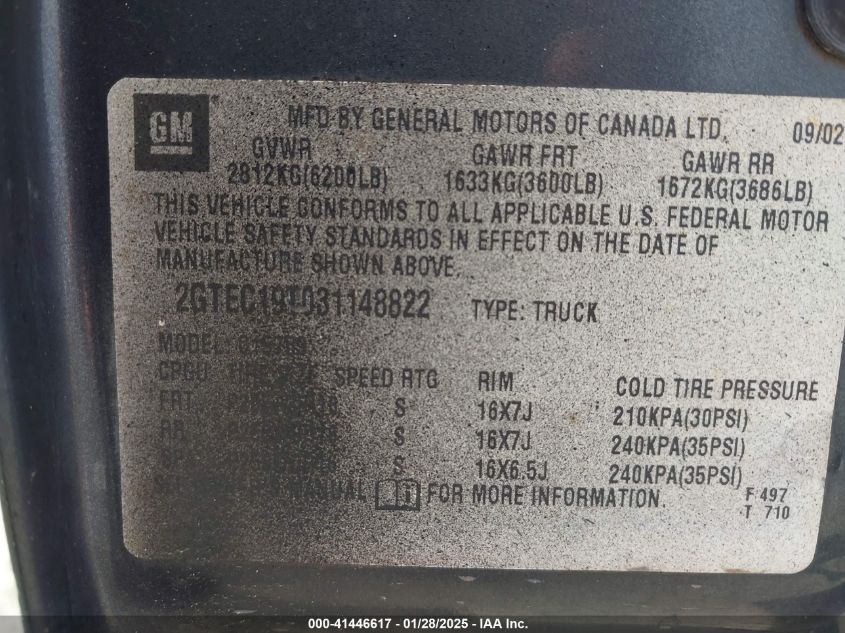 GM
MFD BY GENERAL MOTORS OF CANADA LTD. 09/02
GVWR GAWR FRT GAWR RR
2812KG(6200LB) 1633KG(3600LB) 1672KG(3686LB)
THIS VEHICLE CONFORMS TO ALL APPLICABLE U.S. FEDERAL MOTOR
VEHICLE SAFETY STANDARDS IN EFFECT ON THE DATE OF
MANUFACTURE SHOWN ABOVE.
2GTEC19T031148822 TYPE: TRUCK
MODEL:
SPEED RTG RIM COLD TIRE PRESSURE
FRT S 16X7J 210KPA(30PSI)
RR S 16X7J 240KPA(35PSI)
S 16X6.5J 240KPA(35PSI)
MANUAL FOR MORE INFORMATION.
F 497
T 710
000-41446617 - 01/28/2025 - IAA Inc.